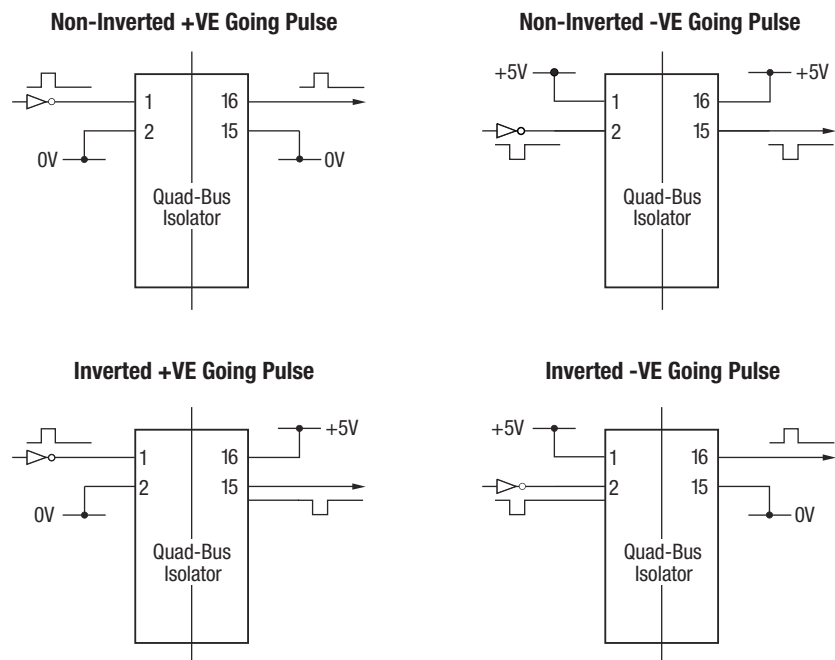 Non-Inverted +VE Going Pulse
1
16
2
15
0V
0V
Quad-Bus
Isolator
Non-Inverted -VE Going Pulse
+5V
+5V
1
16
2
15
Quad-Bus
Isolator
Inverted +VE Going Pulse
+5V
1
16
2
15
0V
Quad-Bus
Isolator
Inverted -VE Going Pulse
+5V
1
16
2
15
0V
Quad-Bus
Isolator